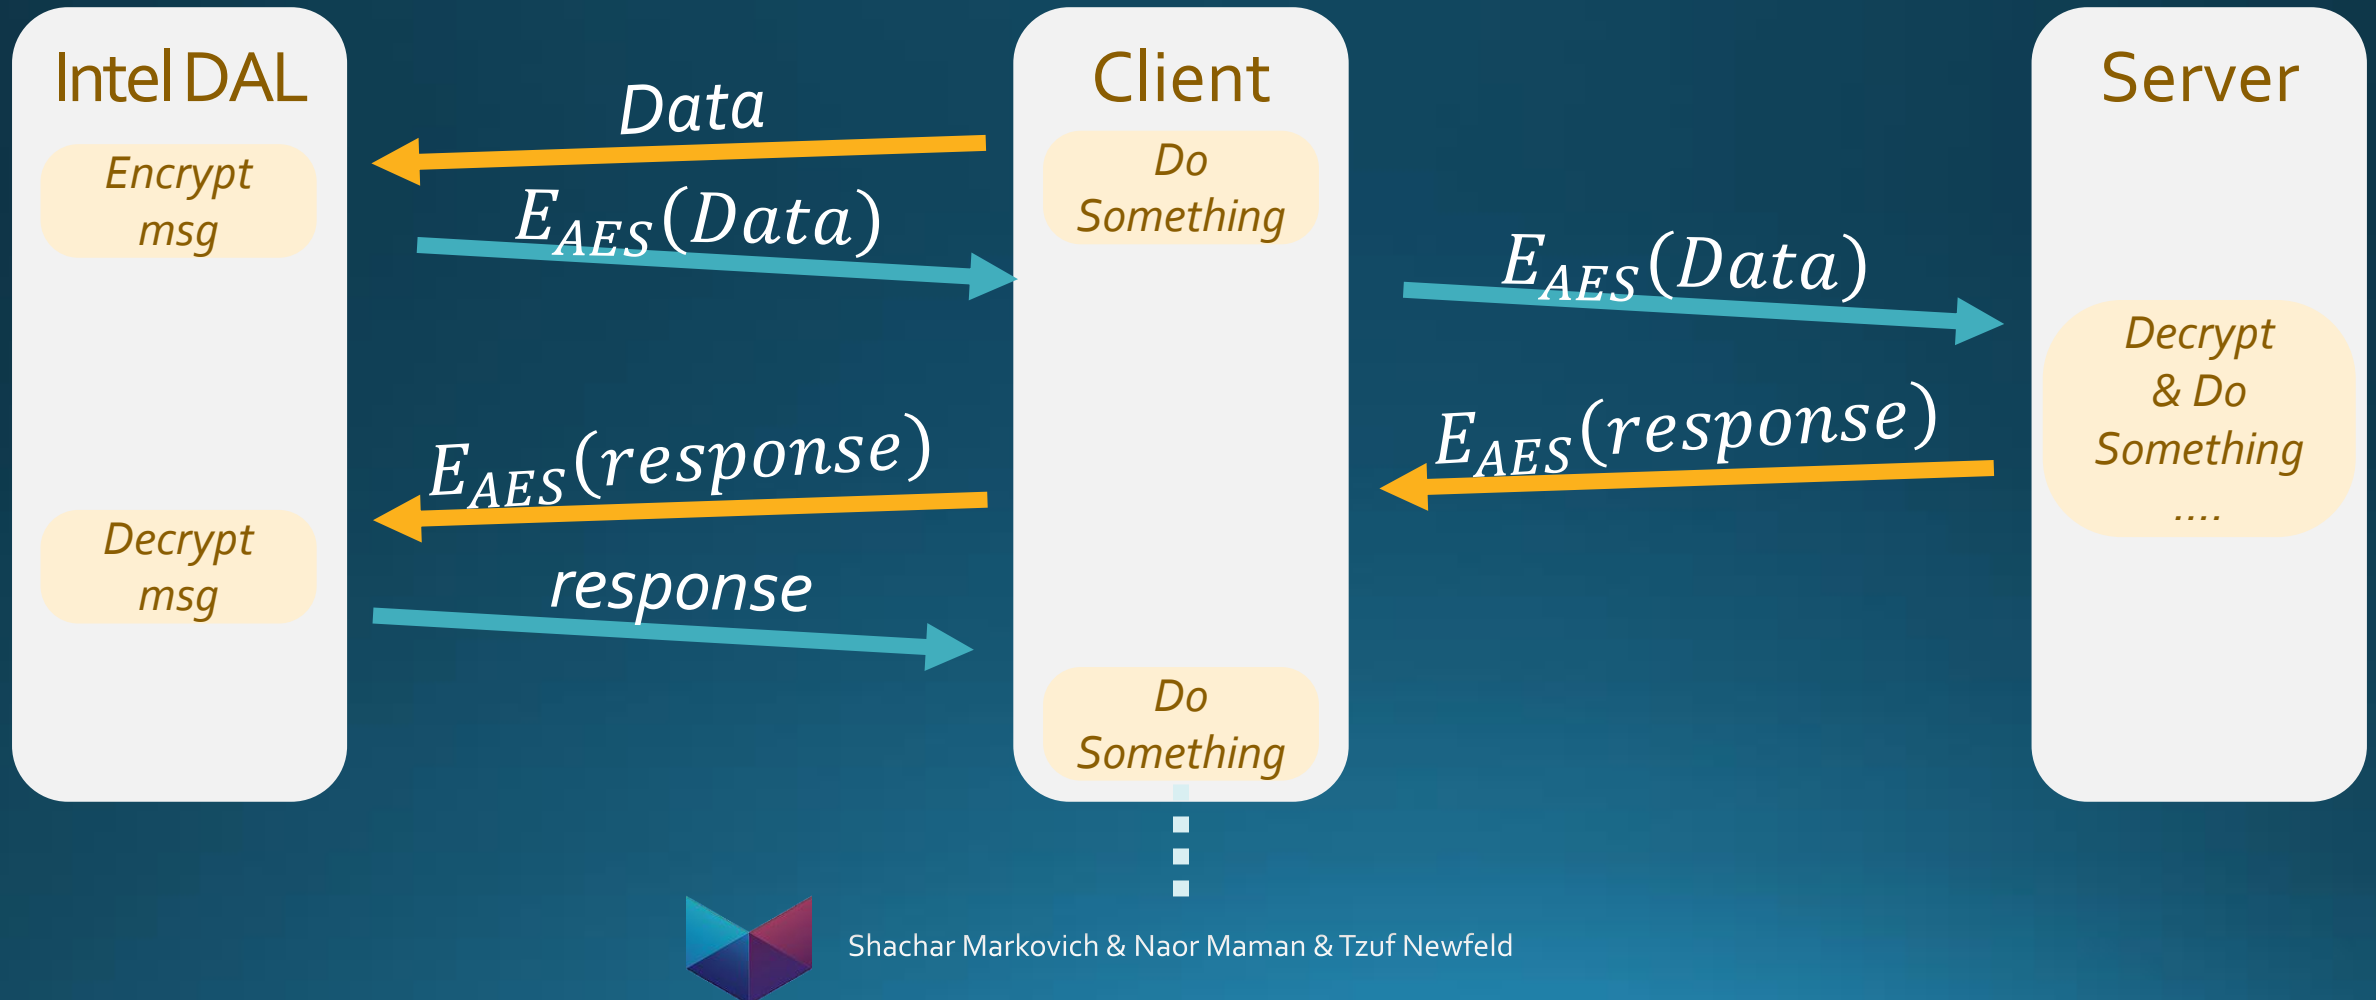 Intel DAL
Encrypt
msg
Decrypt
msg
Data
E_AES(Data)
E_AES(response)
response
Client
Do
Something
Do
Something
E_AES(Data)
E_AES(response)
Server
Decrypt
& Do
Something
....
Shachar Markovich & Naor Maman & Tzuf Newfeld